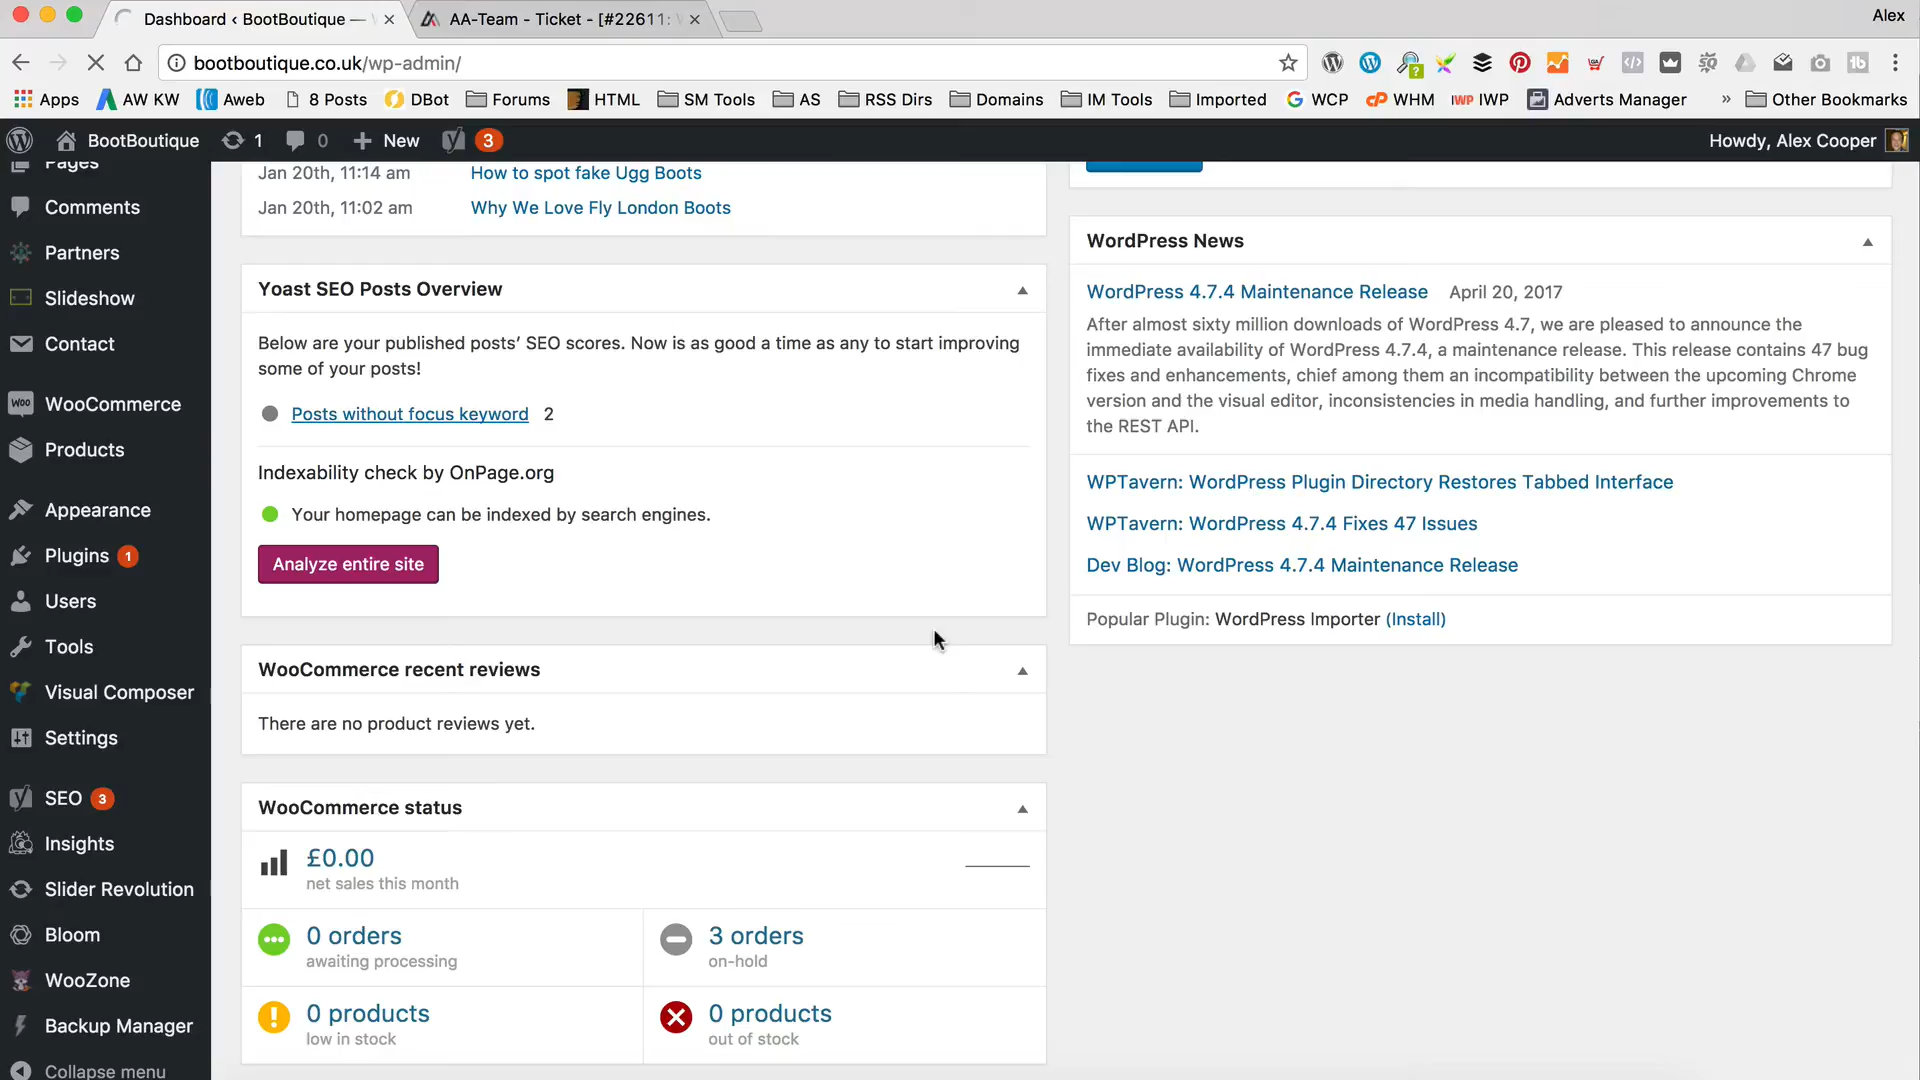 Dashboard ‹ BootBoutique —
AA-Team - Ticket - [#22611:
Alex
bootboutique.co.uk/wp-admin/
Apps
AW KW
Aweb
8 Posts
DBot
Forums
HTML
SM Tools
AS
RSS Dirs
Domains
IM Tools
Imported
WCP
WHM
IWP
Adverts Manager
»
Other Bookmarks
BootBoutique
1
0
New
3
Howdy, Alex Cooper
Pages
Comments
Partners
Slideshow
Contact
WooCommerce
Products
Appearance
Plugins 1
Users
Tools
Visual Composer
Settings
SEO 3
Insights
Slider Revolution
Bloom
WooZone
Backup Manager
Collapse menu
Jan 20th, 11:14 am How to spot fake Ugg Boots
Jan 20th, 11:02 am Why We Love Fly London Boots
Yoast SEO Posts Overview
Below are your published posts’ SEO scores. Now is as good a time as any to start improving
some of your posts!
Posts without focus keyword 2
Indexability check by OnPage.org
Your homepage can be indexed by search engines.
Analyze entire site
WooCommerce recent reviews
There are no product reviews yet.
WooCommerce status
£0.00
net sales this month
0 orders
awaiting processing
3 orders
on-hold
0 products
low in stock
0 products
out of stock
WordPress News
WordPress 4.7.4 Maintenance Release April 20, 2017
After almost sixty million downloads of WordPress 4.7, we are pleased to announce the
immediate availability of WordPress 4.7.4, a maintenance release. This release contains 47 bug
fixes and enhancements, chief among them an incompatibility between the upcoming Chrome
version and the visual editor, inconsistencies in media handling, and further improvements to
the REST API.
WPTavern: WordPress Plugin Directory Restores Tabbed Interface
WPTavern: WordPress 4.7.4 Fixes 47 Issues
Dev Blog: WordPress 4.7.4 Maintenance Release
Popular Plugin: WordPress Importer (Install)